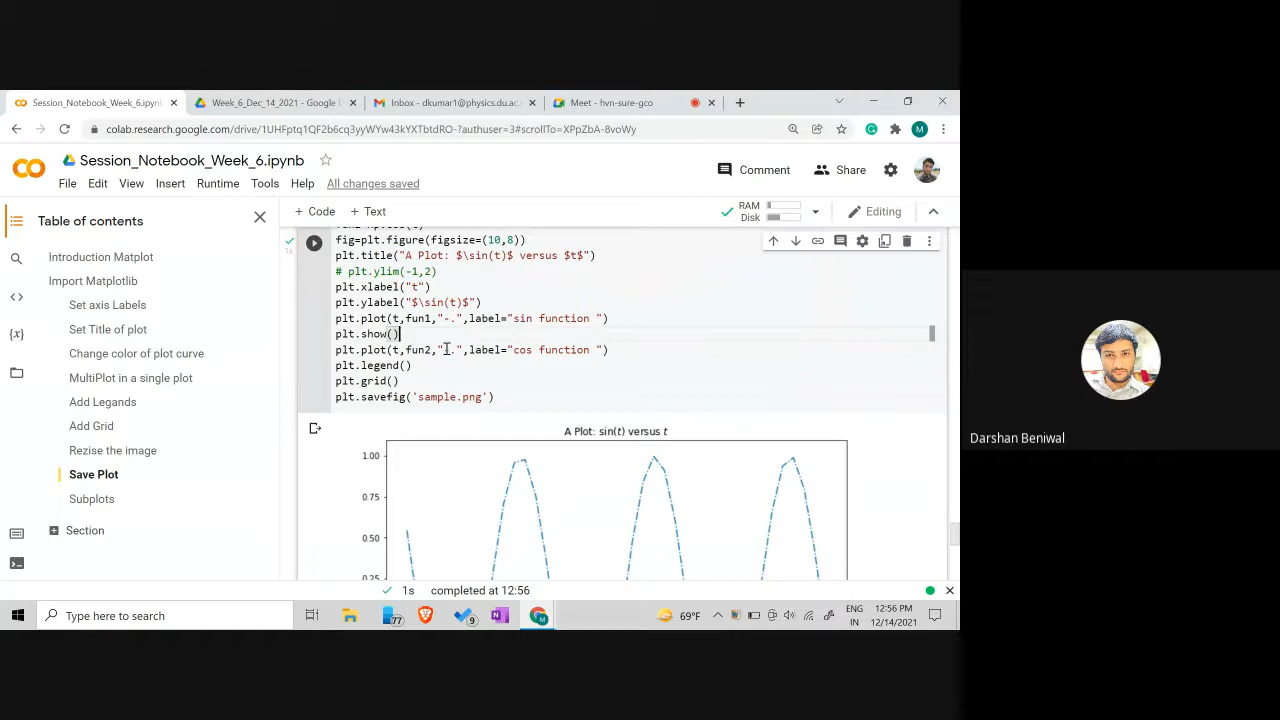 Session_Notebook_Week_6.ipynb
Week_6_Dec_14_2021 - Google D
Inbox - dkumar1@physics.du.ac.
Meet - hvn-sure-gco
colab.research.google.com/drive/1UHFptq1QF2b6cq3yyWYw43kYXTbtdRO-?authuser=3#scrollTo=XPpZbA-8voWy
M
CO
Session_Notebook_Week_6.ipynb
Comment
Share
File Edit View Insert Runtime Tools Help All changes saved
Table of contents
+ Code + Text
RAM
Disk
Editing
Introduction Matplot
Import Matplotlib
Set axis Labels
Set Title of plot
Change color of plot curve
MultiPlot in a single plot
Add Legands
Add Grid
Rezise the image
Save Plot
Subplots
Section
{x}
1s
fig=plt.figure(figsize=(10,8))
plt.title("A Plot: $\sin(t)$ versus $t$")
# plt.ylim(-1,2)
plt.xlabel("t")
plt.ylabel("$\sin(t)$")
plt.plot(t,fun1,"-.",label="sin function ")
plt.show()
plt.plot(t,fun2,"-.",label="cos function ")
plt.legend()
plt.grid()
plt.savefig('sample.png')
A Plot: sin(t) versus t
1.00
0.75
0.50
0.25
1s completed at 12:56
Type here to search
77
9
69°F
ENG
IN
12:56 PM
12/14/2021
Darshan Beniwal